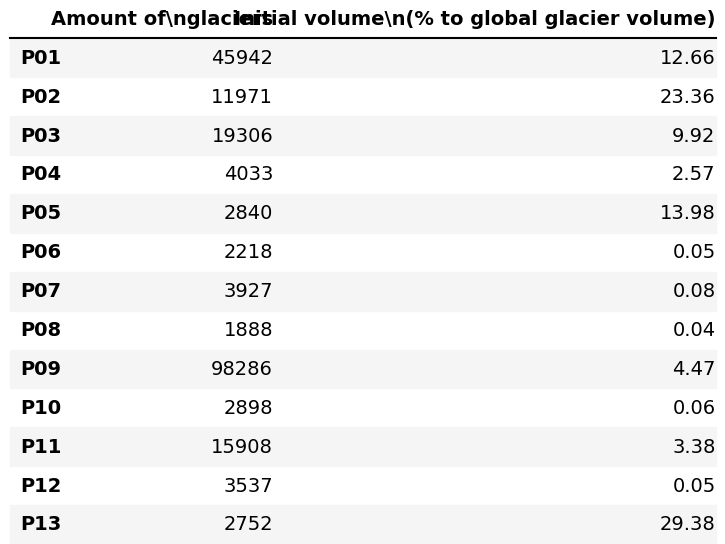 Amount of\nglaciers Initial volume\n(% to global glacier volume)
P01 45942 12.66
P02 11971 23.36
P03 19306 9.92
P04 4033 2.57
P05 2840 13.98
P06 2218 0.05
P07 3927 0.08
P08 1888 0.04
P09 98286 4.47
P10 2898 0.06
P11 15908 3.38
P12 3537 0.05
P13 2752 29.38